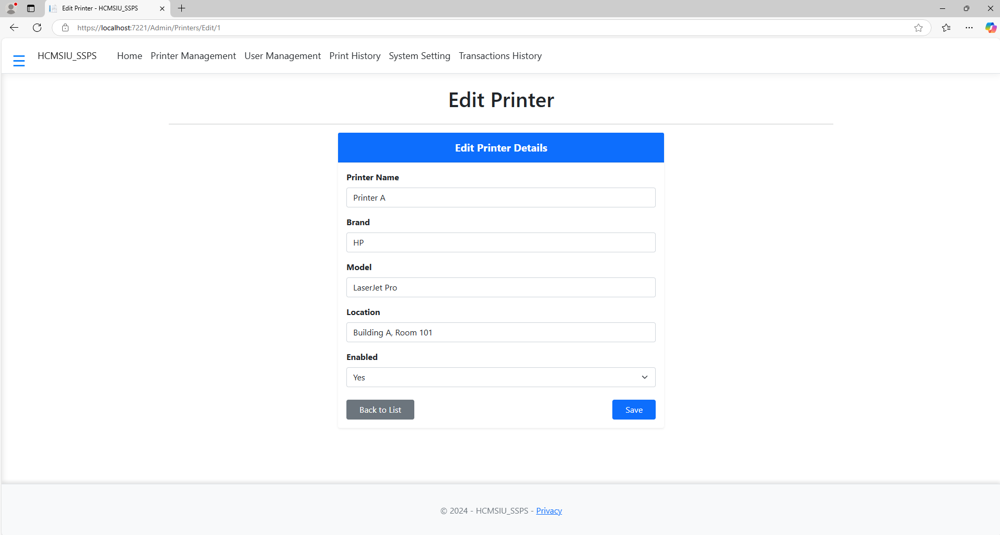 Edit Printer - HCMSIU_SSPS
https://localhost:7221/Admin/Printers/Edit/1
HCMSIU_SSPS Home Printer Management User Management Print History System Setting Transactions History
Edit Printer
Edit Printer Details
Printer Name
Printer A
Brand
HP
Model
LaserJet Pro
Location
Building A, Room 101
Enabled
Yes
Back to List Save
© 2024 - HCMSIU_SSPS - Privacy